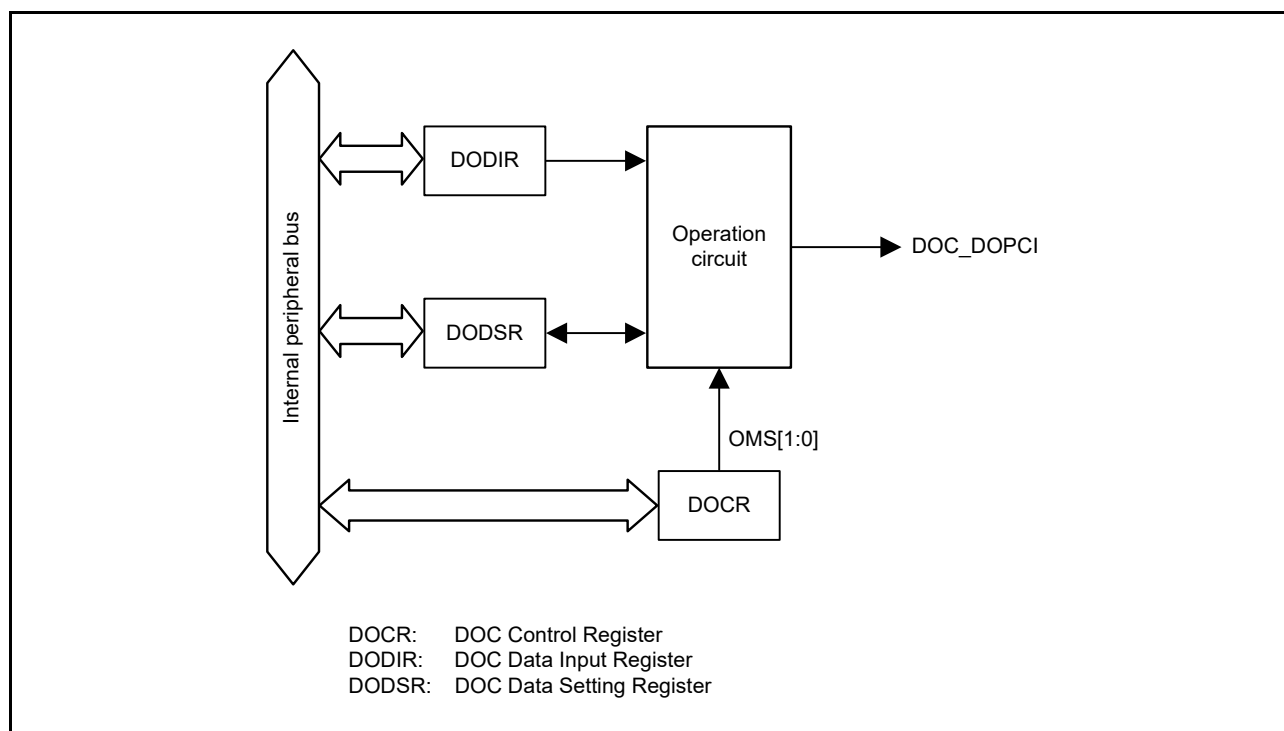 Internal peripheral bus
DODIR
Operation
circuit
DOC_DOPCI
DODSR
OMS[1:0]
DOCR
DOCR: DOC Control Register
DODIR: DOC Data Input Register
DODSR: DOC Data Setting Register